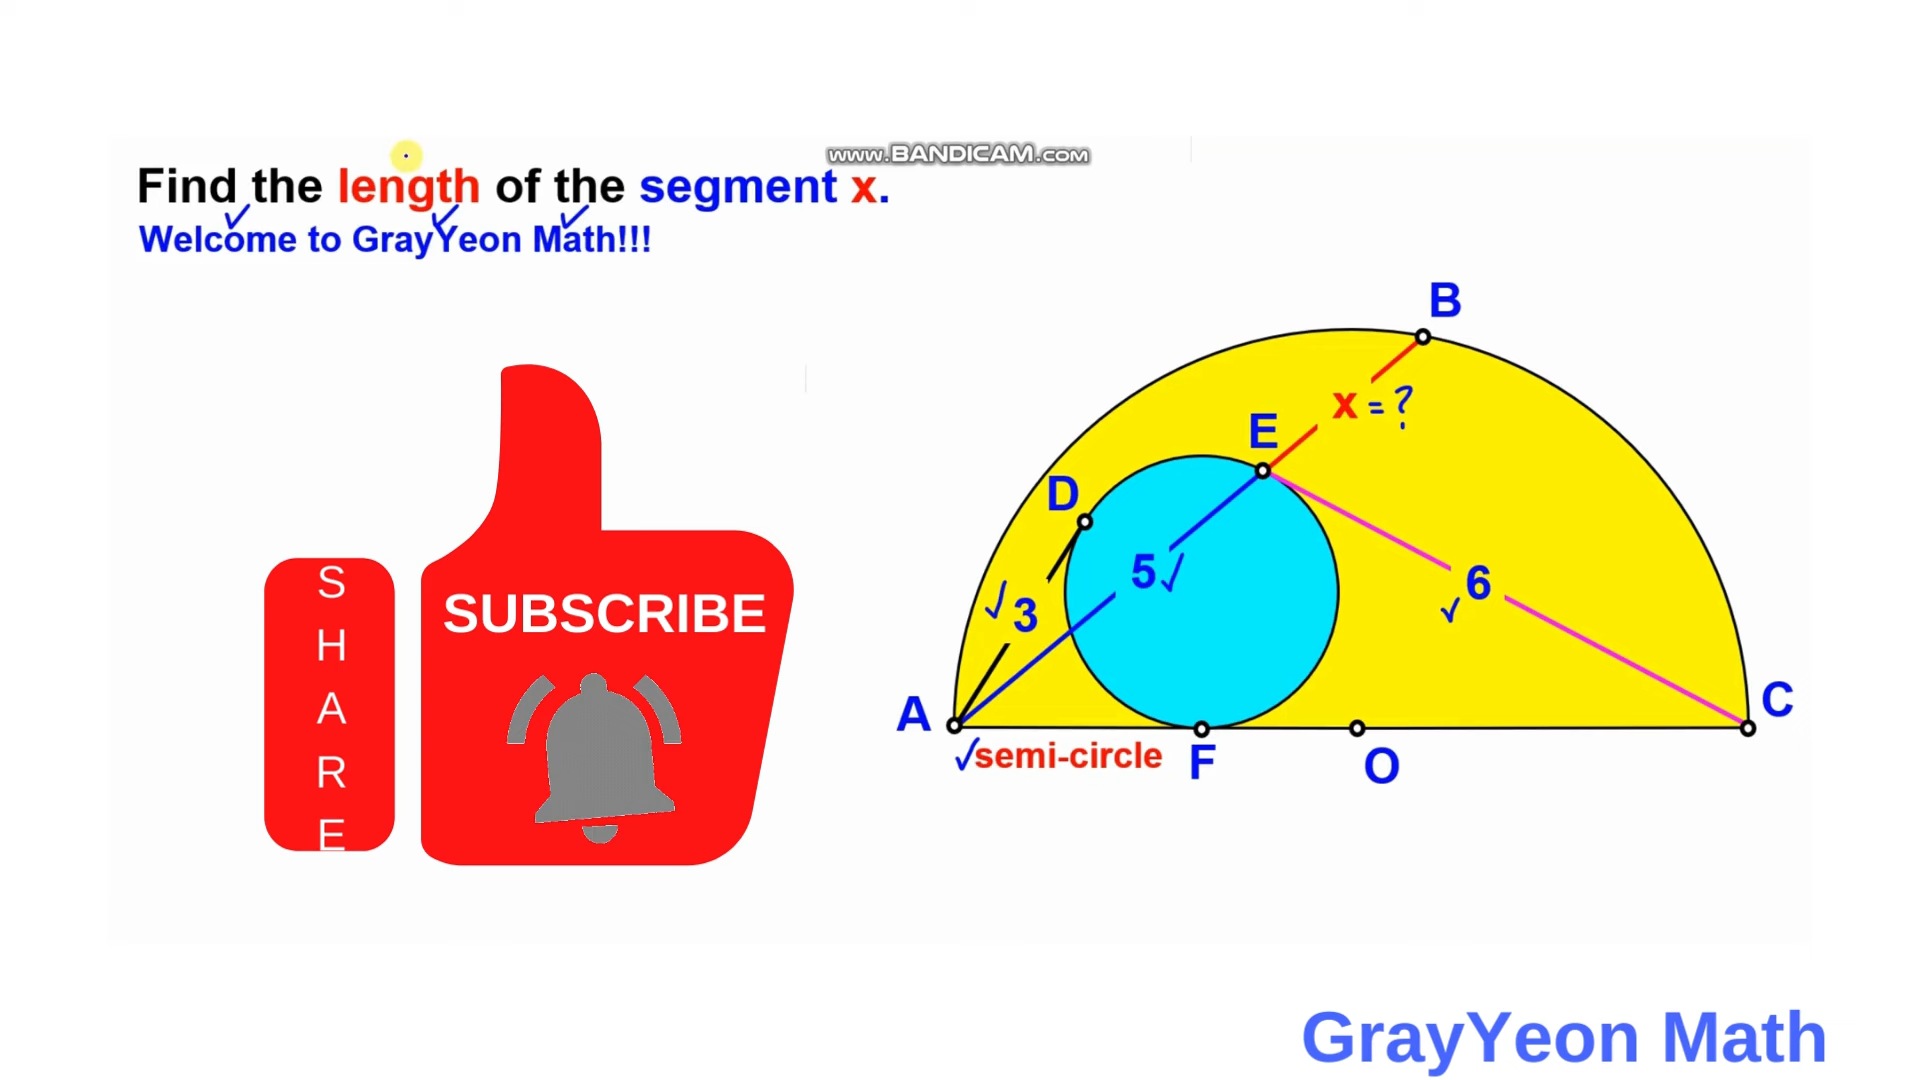 www.BANDICAM.com
Find the length of the segment x.
Welcome to GrayYeon Math!!!
B
x = ?
E
D
5
3
6
A
C
semi-circle
F
O
S
H
A
R
E
SUBSCRIBE
GrayYeon Math